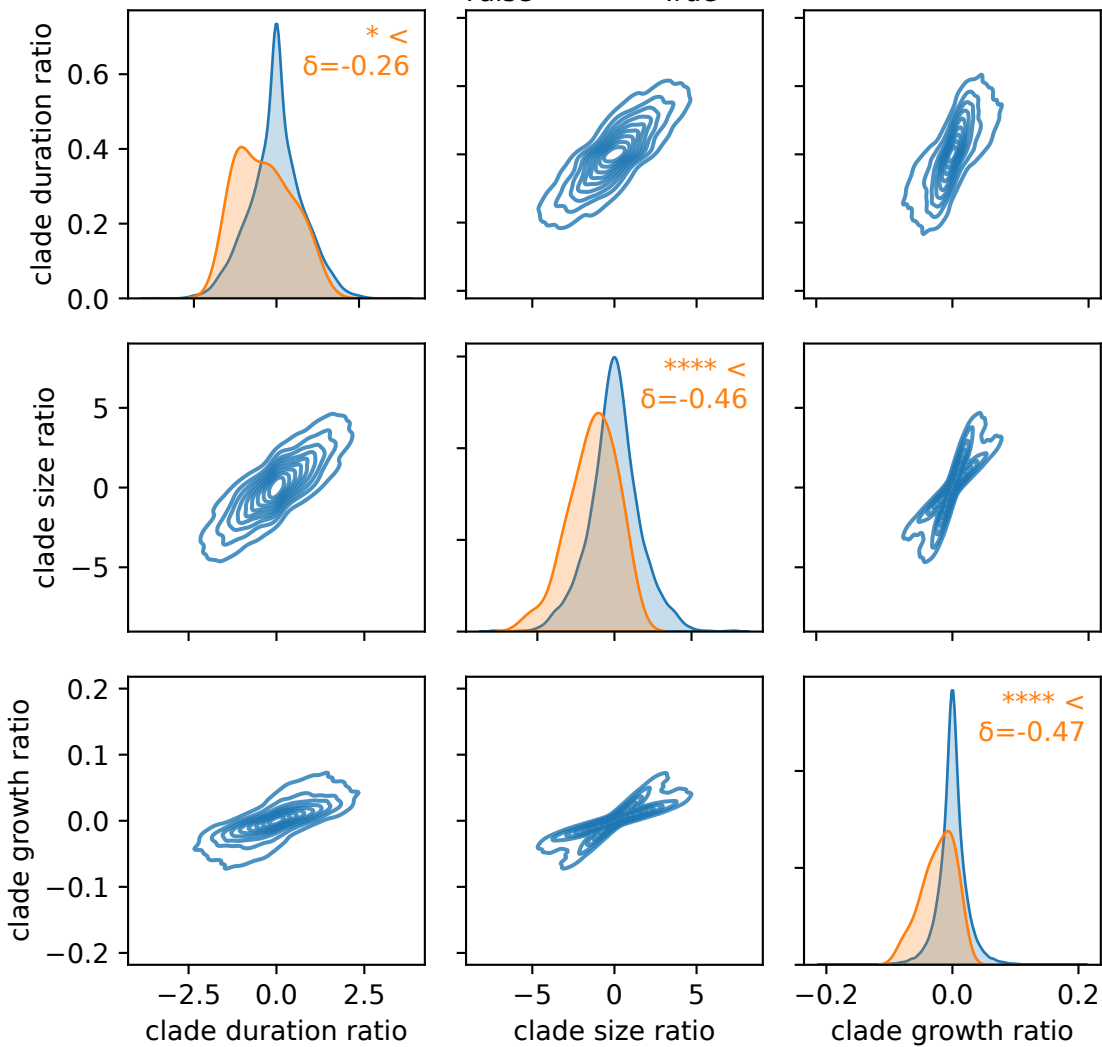 clade duration ratio
0.6
0.4
0.2
0.0
* <
δ=-0.26
clade size ratio
5
0
−5
**** <
δ=-0.46
clade growth ratio
0.2
0.1
0.0
−0.1
−0.2
**** <
δ=-0.47
−2.5 0.0 2.5
−5 0 5
−0.2 0.0 0.2
clade duration ratio
clade size ratio
clade growth ratio